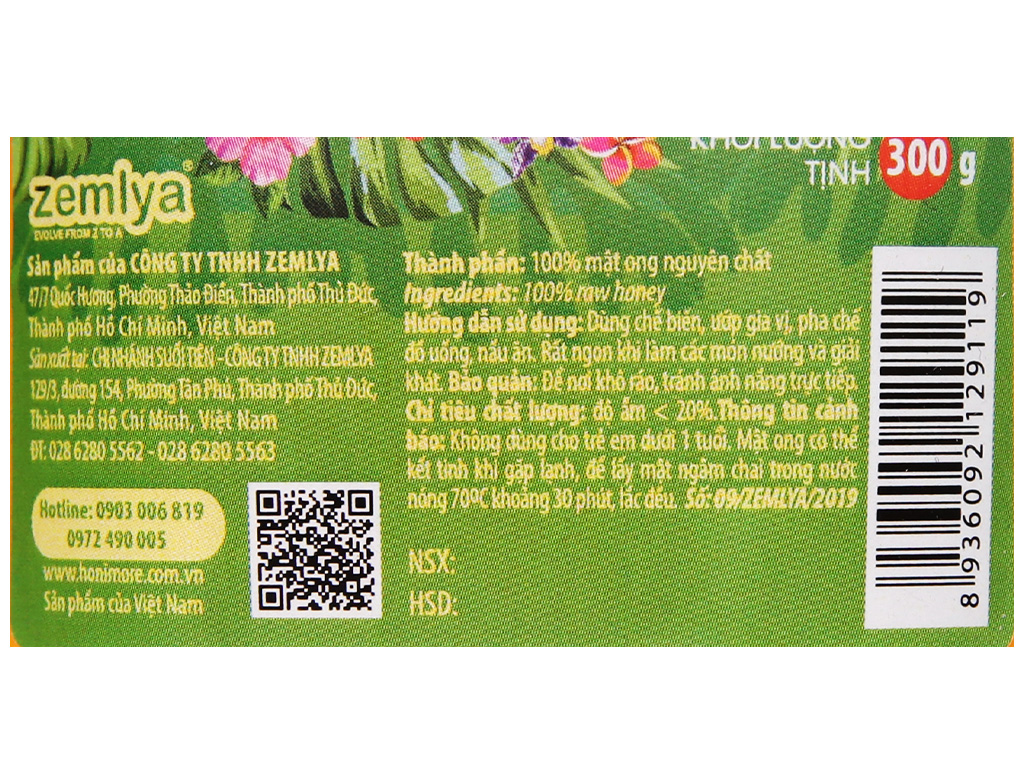 KHỐI LƯỢNG
TỊNH 300 g
zemlya®
EVOLVE FROM Z TO A
Sản phẩm của CÔNG TY TNHH ZEMLYA
47/7 Quốc Hương, Phường Thảo Điền, Thành phố Thủ Đức,
Thành phố Hồ Chí Minh, Việt Nam
Sản xuất tại: CHI NHÁNH SUỐI TIÊN - CÔNG TY TNHH ZEMLYA
129/3, đường 154, Phường Tân Phú, Thành phố Thủ Đức,
Thành phố Hồ Chí Minh, Việt Nam
ĐT: 028 6280 5562 - 028 6280 5563
Hotline: 0903 006 819
0972 490 005
www.honimore.com.vn
Sản phẩm của Việt Nam
Thành phần: 100% mật ong nguyên chất
Ingredients: 100% raw honey
Hướng dẫn sử dụng: Dùng chế biến, ướp gia vị, pha chế
đồ uống, nấu ăn. Rất ngon khi làm các món nướng và giải
khát. Bảo quản: Để nơi khô ráo, tránh ánh nắng trực tiếp.
Chỉ tiêu chất lượng: độ ẩm < 20%.Thông tin cảnh
báo: Không dùng cho trẻ em dưới 1 tuổi. Mật ong có thể
kết tinh khi gặp lạnh, để lấy mật ngâm chai trong nước
nóng 70ºC khoảng 30 phút, lắc đều. Số: 09/ZEMLYA/2019
NSX:
HSD:
8 936092 129119